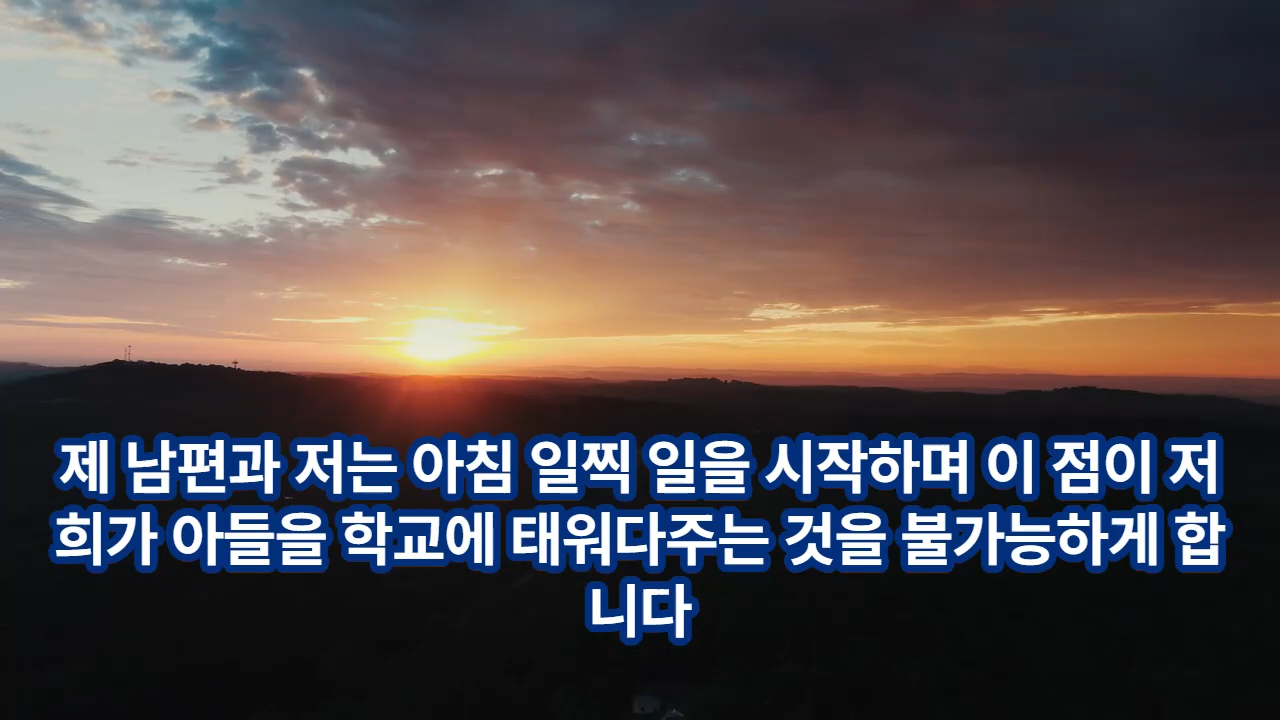 제 남편과 저는 아침 일찍 일을 시작하며 이 점이 저
희가 아들을 학교에 태워다주는 것을 불가능하게 합
니다